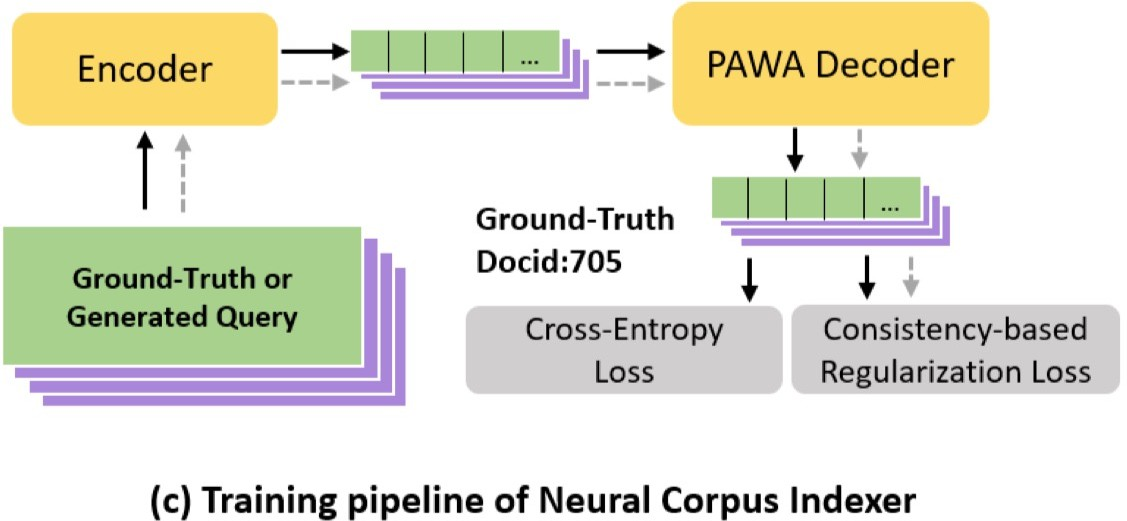 Encoder
...
PAWA Decoder
Ground-Truth or
Generated Query
Ground-Truth
Docid:705
...
Cross-Entropy
Loss
Consistency-based
Regularization Loss
(c) Training pipeline of Neural Corpus Indexer